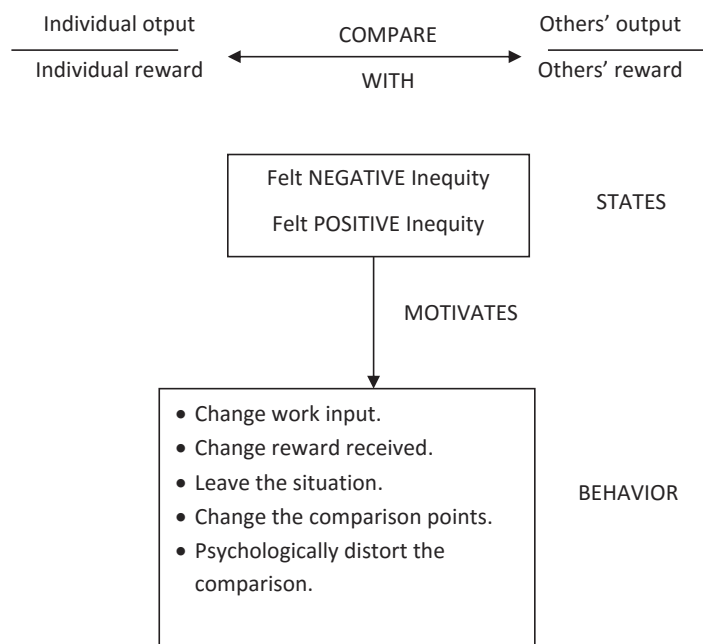 Individual otput
Individual reward
COMPARE
WITH
Others’ output
Others’ reward
Felt NEGATIVE Inequity
Felt POSITIVE Inequity
STATES
MOTIVATES
• Change work input.
• Change reward received.
• Leave the situation.
• Change the comparison points.
• Psychologically distort the
comparison.
BEHAVIOR